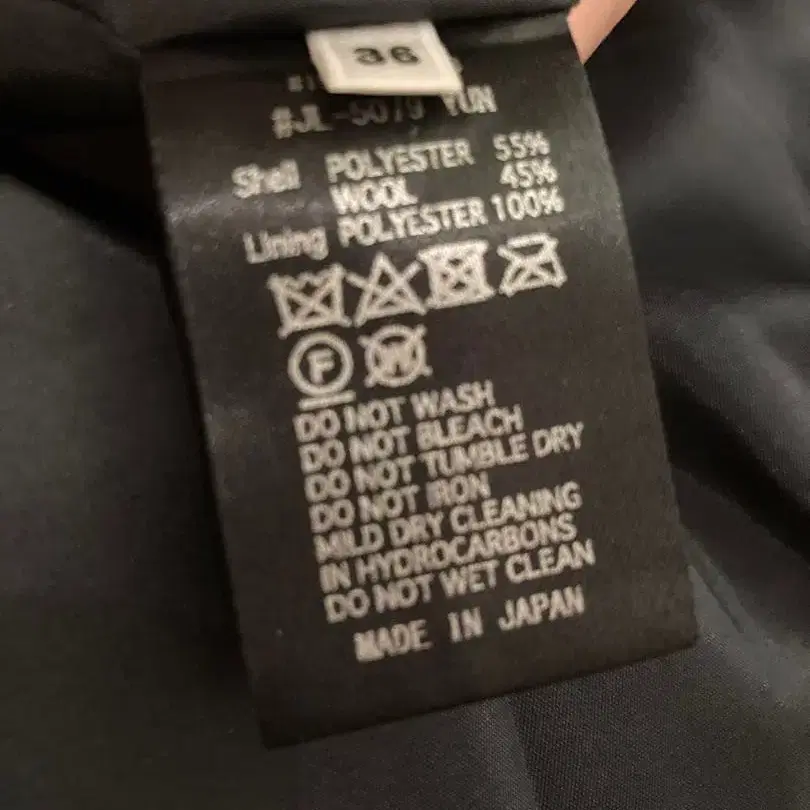 36
#JL-5079 YUN
Shell POLYESTER 55%
WOOL 45%
Lining POLYESTER 100%
F W
DO NOT WASH
DO NOT BLEACH
DO NOT TUMBLE DRY
DO NOT IRON
MILD DRY CLEANING
IN HYDROCARBONS
DO NOT WET CLEAN
MADE IN JAPAN